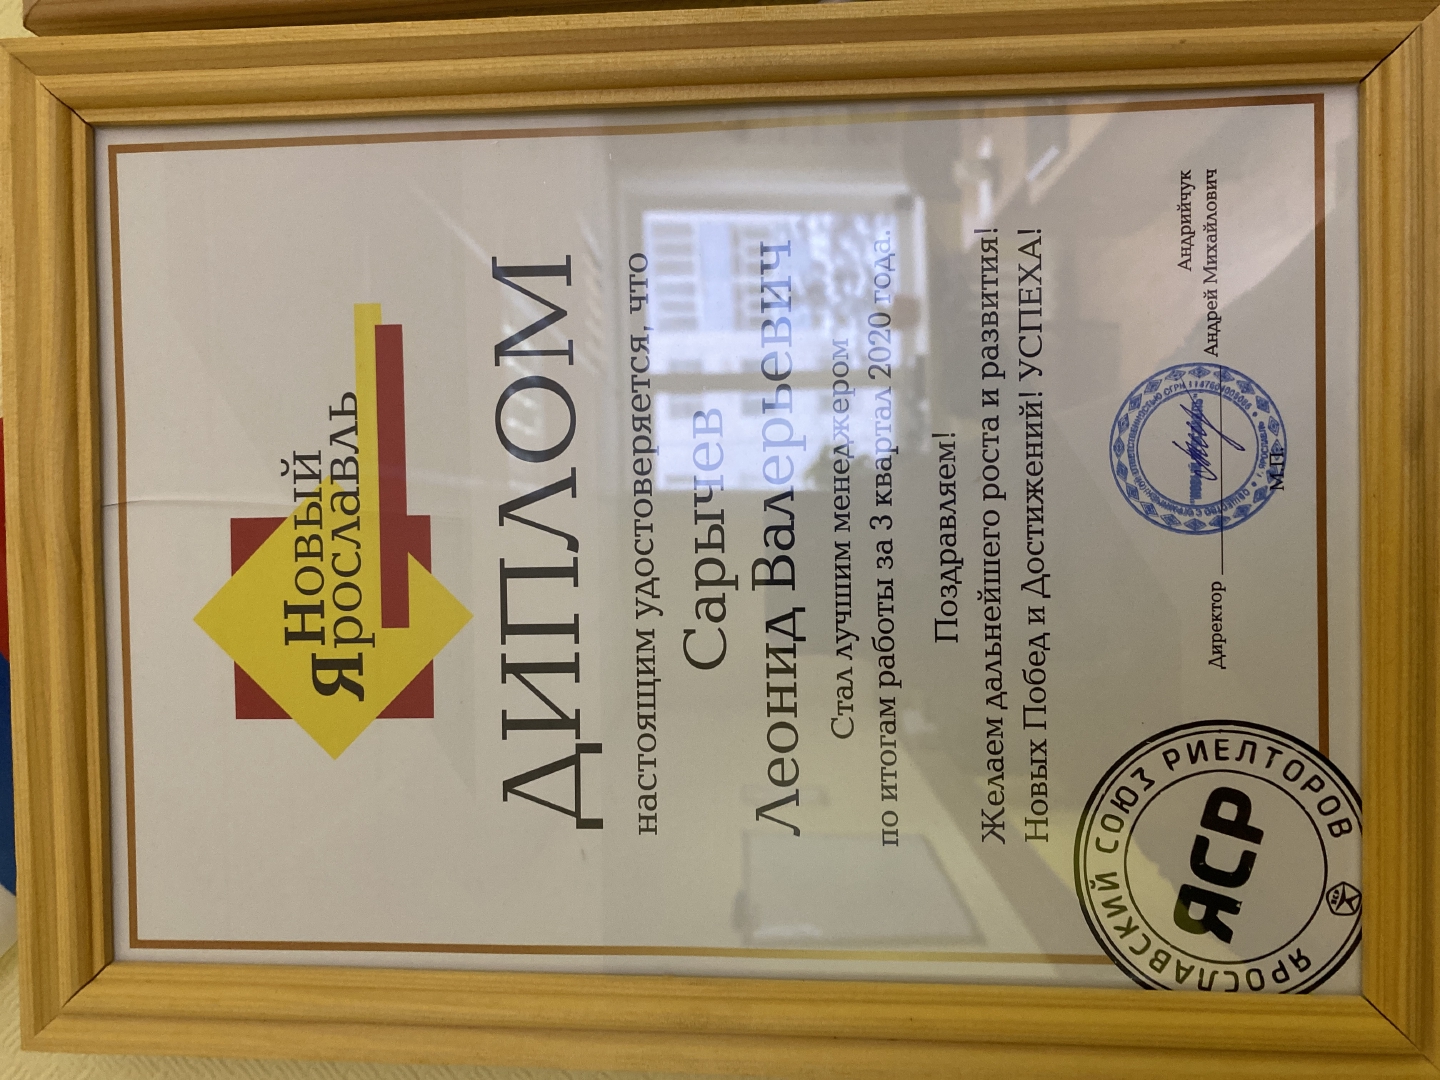 Новый
Ярославль
ДИПЛОМ
настоящим удостоверяется, что
Сарычев
Леонид Валерьевич
Стал лучшим менеджером
по итогам работы за 3 квартал 2020 года.
Поздравляем!
Желаем дальнейшего роста и развития!
Новых Побед и Достижений! УСПЕХА!
Андрийчук
Директор Андрей Михайлович
М.П.
ЯРОСЛАВСКИЙ СОЮЗ РИЕЛТОРОВ
ЯСР